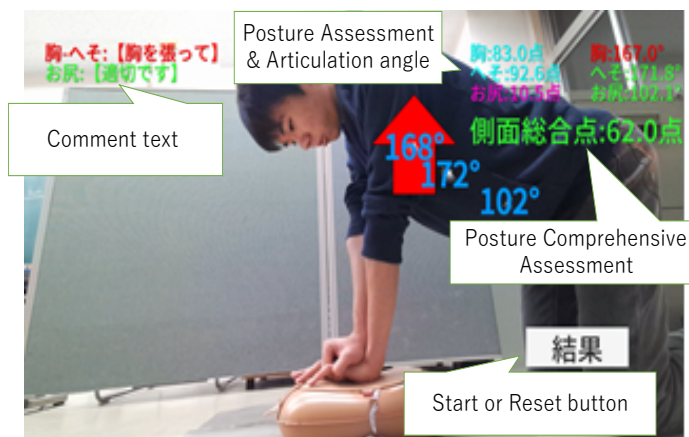 胸-へそ:【胸を張って】
お尻:【適切です】
Comment text
Posture Assessment
& Articulation angle
胸:83.0点 胸:167.0°
へそ:92.6点 へそ:171.8°
お尻:10.5点 お尻:102.1°
側面総合点:62.0点
168°
172°
102°
Posture Comprehensive
Assessment
結果
Start or Reset button